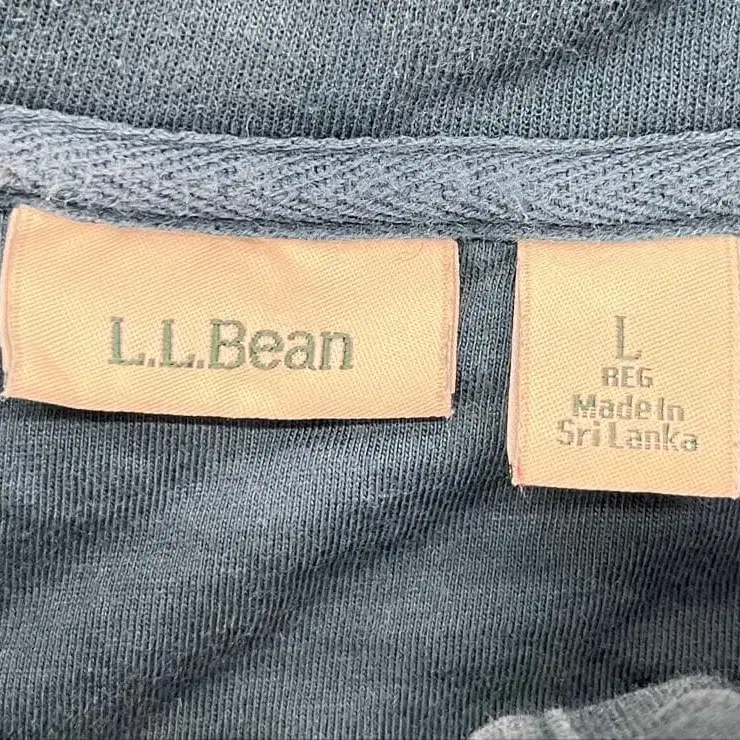 L.L.Bean
L
REG
Made In
Sri Lanka